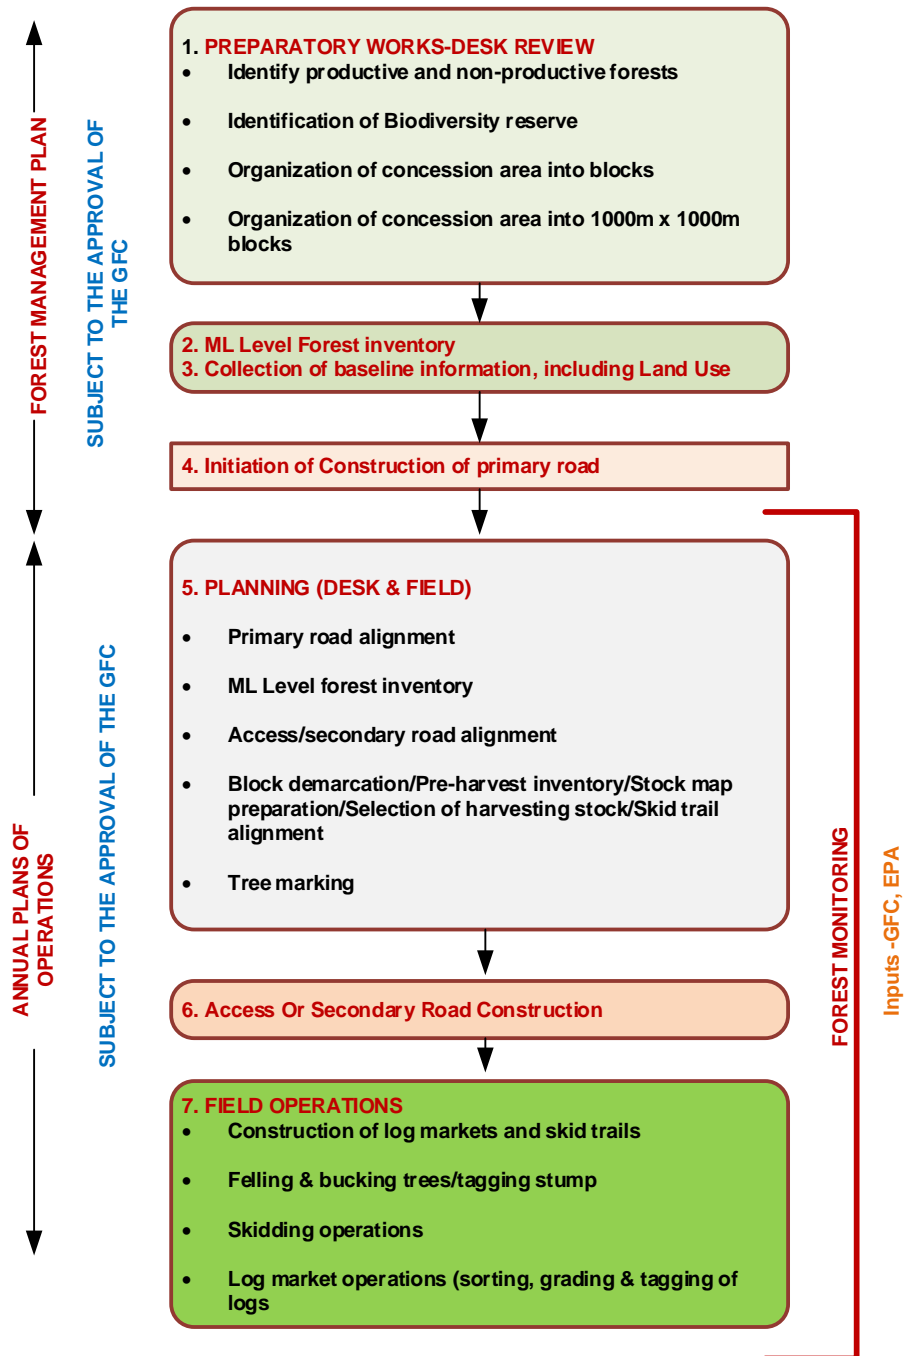 1. PREPARATORY WORKS-DESK REVIEW
• Identify productive and non-productive forests
• Identification of Biodiversity reserve
• Organization of concession area into blocks
• Organization of concession area into 1000m x 1000m
blocks
FOREST MANAGEMENT PLAN
SUBJECT TO THE APPROVAL OF
THE GFC
2. ML Level Forest inventory
3. Collection of baseline information, including Land Use
4. Initiation of Construction of primary road
5. PLANNING (DESK & FIELD)
• Primary road alignment
• ML Level forest inventory
• Access/secondary road alignment
• Block demarcation/Pre-harvest inventory/Stock map
preparation/Selection of harvesting stock/Skid trail
alignment
• Tree marking
ANNUAL PLANS OF
OPERATIONS
SUBJECT TO THE APPROVAL OF THE GFC
6. Access Or Secondary Road Construction
7. FIELD OPERATIONS
• Construction of log markets and skid trails
• Felling & bucking trees/tagging stump
• Skidding operations
• Log market operations (sorting, grading & tagging of
logs
FOREST MONITORING
Inputs -GFC, EPA